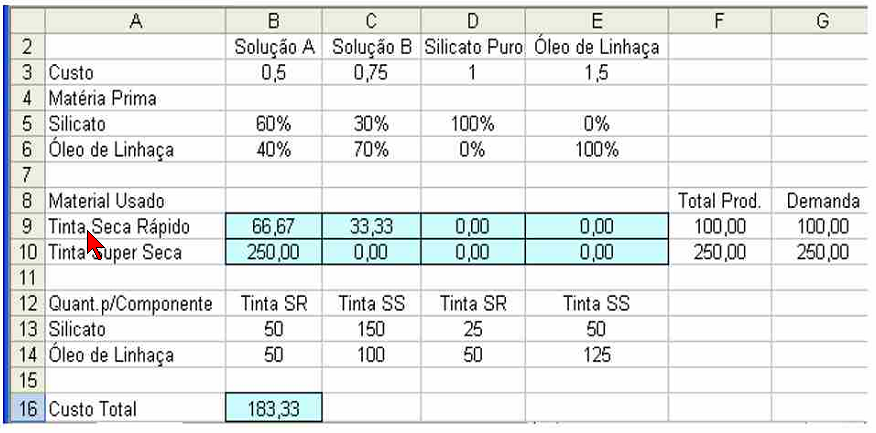 A B C D E F G
2 Solução A Solução B Silicato Puro Óleo de Linhaça
3 Custo 0,5 0,75 1 1,5
4 Matéria Prima
5 Silicato 60% 30% 100% 0%
6 Óleo de Linhaça 40% 70% 0% 100%
7
8 Material Usado Total Prod. Demanda
9 Tinta Seca Rápido 66,67 33,33 0,00 0,00 100,00 100,00
10 Tinta Super Seca 250,00 0,00 0,00 0,00 250,00 250,00
11
12 Quant.p/Componente Tinta SR Tinta SS Tinta SR Tinta SS
13 Silicato 50 150 25 50
14 Óleo de Linhaça 50 100 50 125
15
16 Custo Total 183,33